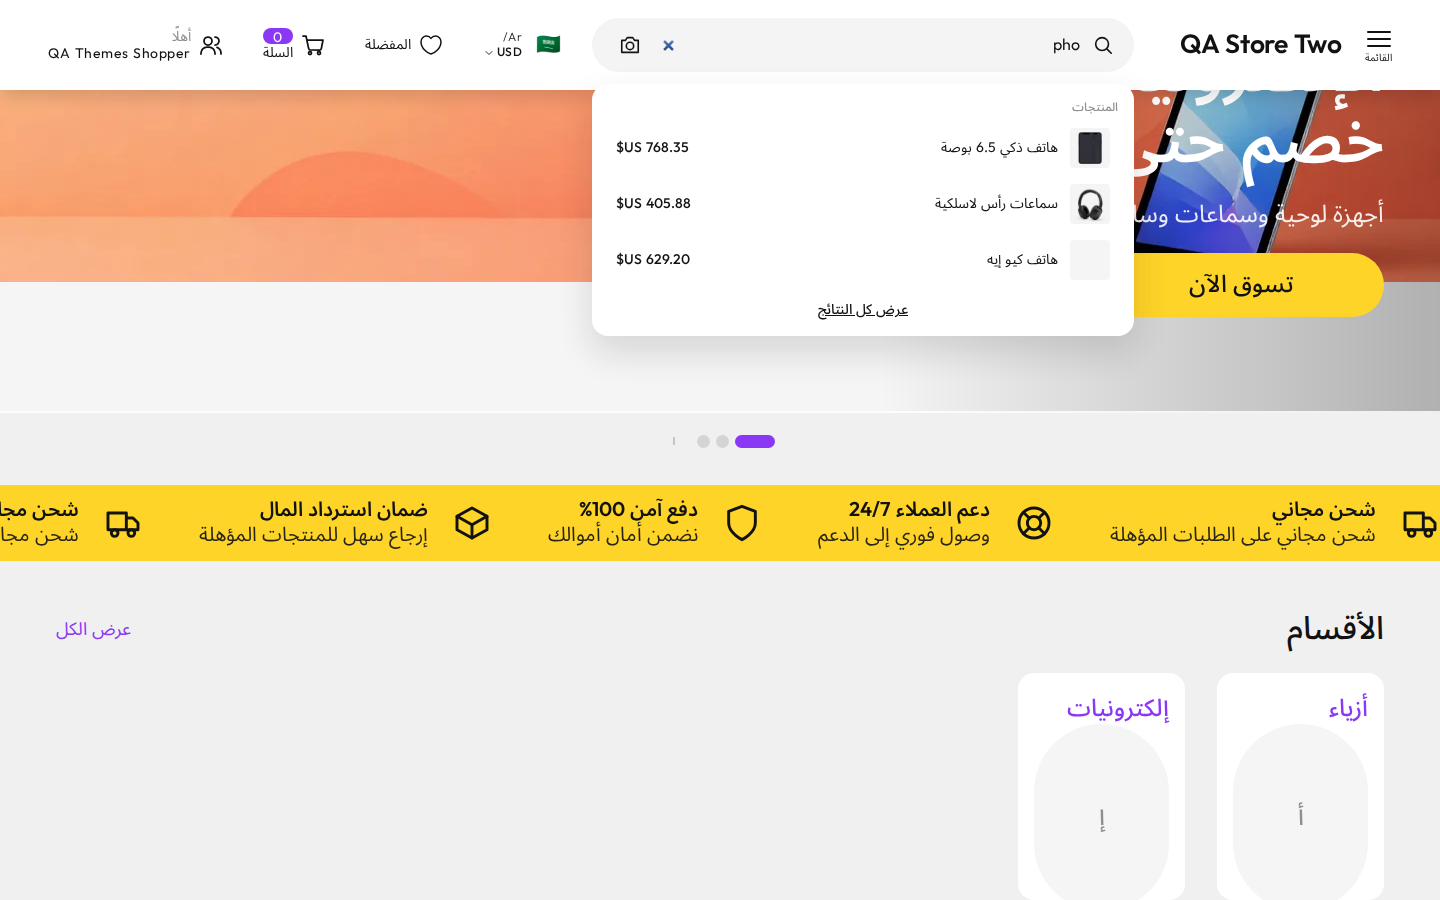 القائمة
QA Store Two
pho
Ar/
USD
المفضلة
0
السلة
أهلًا
QA Themes Shopper
المنتجات
هاتف ذكي 6.5 بوصة
$US 768.35
سماعات رأس لاسلكية
$US 405.88
هاتف كيو إيه
$US 629.20
عرض كل النتائج
خصم حتى
أجهزة لوحية وسماعات
تسوق الآن
شحن مجاني
شحن مجاني على الطلبات المؤهلة
دعم العملاء 24/7
وصول فوري إلى الدعم
دفع آمن 100%
نضمن أمان أموالك
ضمان استرداد المال
إرجاع سهل للمنتجات المؤهلة
شحن مجا
شحن مجا
الأقسام
عرض الكل
أزياء
أ
إلكترونيات
إ